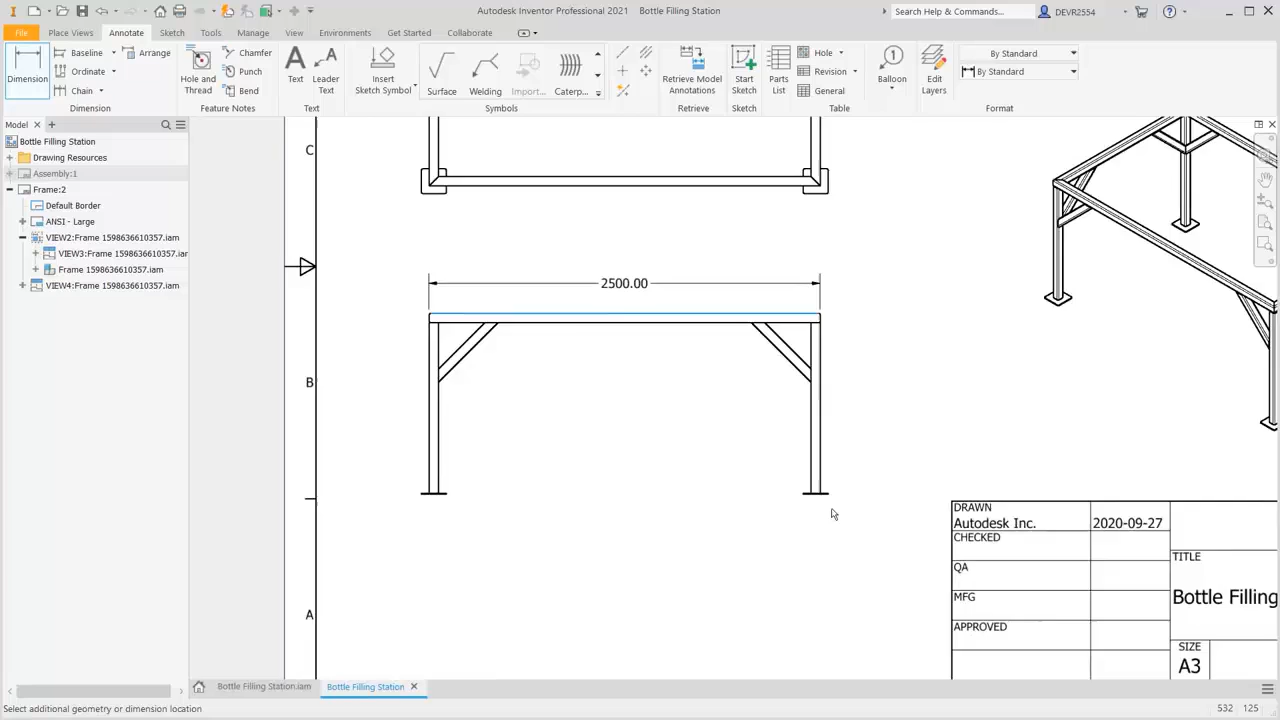 Autodesk Inventor Professional 2021 Bottle Filling Station
Search Help & Commands...
DEVR2554
File Place Views Annotate Sketch Tools Manage View Environments Get Started Collaborate
Dimension
Baseline
Ordinate
Chain
Arrange
Dimension
Hole and
Thread
Chamfer
Punch
Bend
Feature Notes
Text
Leader
Text
Text
Insert
Sketch Symbol
Surface
Welding
Import...
Caterp...
Symbols
Retrieve Model
Annotations
Retrieve
Start
Sketch
Sketch
Parts
List
Hole
Revision
General
Table
Balloon
Edit
Layers
By Standard
By Standard
Format
Model
Bottle Filling Station
Drawing Resources
Assembly:1
Frame:2
Default Border
ANSI - Large
VIEW2:Frame 1598636610357.iam
VIEW3:Frame 1598636610357.iam
Frame 1598636610357.iam
VIEW4:Frame 1598636610357.iam
C
2500.00
B
A
DRAWN
Autodesk Inc.
2020-09-27
CHECKED
QA
MFG
APPROVED
TITLE
Bottle Filling
SIZE
A3
Bottle Filling Station.iam
Bottle Filling Station
Select additional geometry or dimension location
532 125